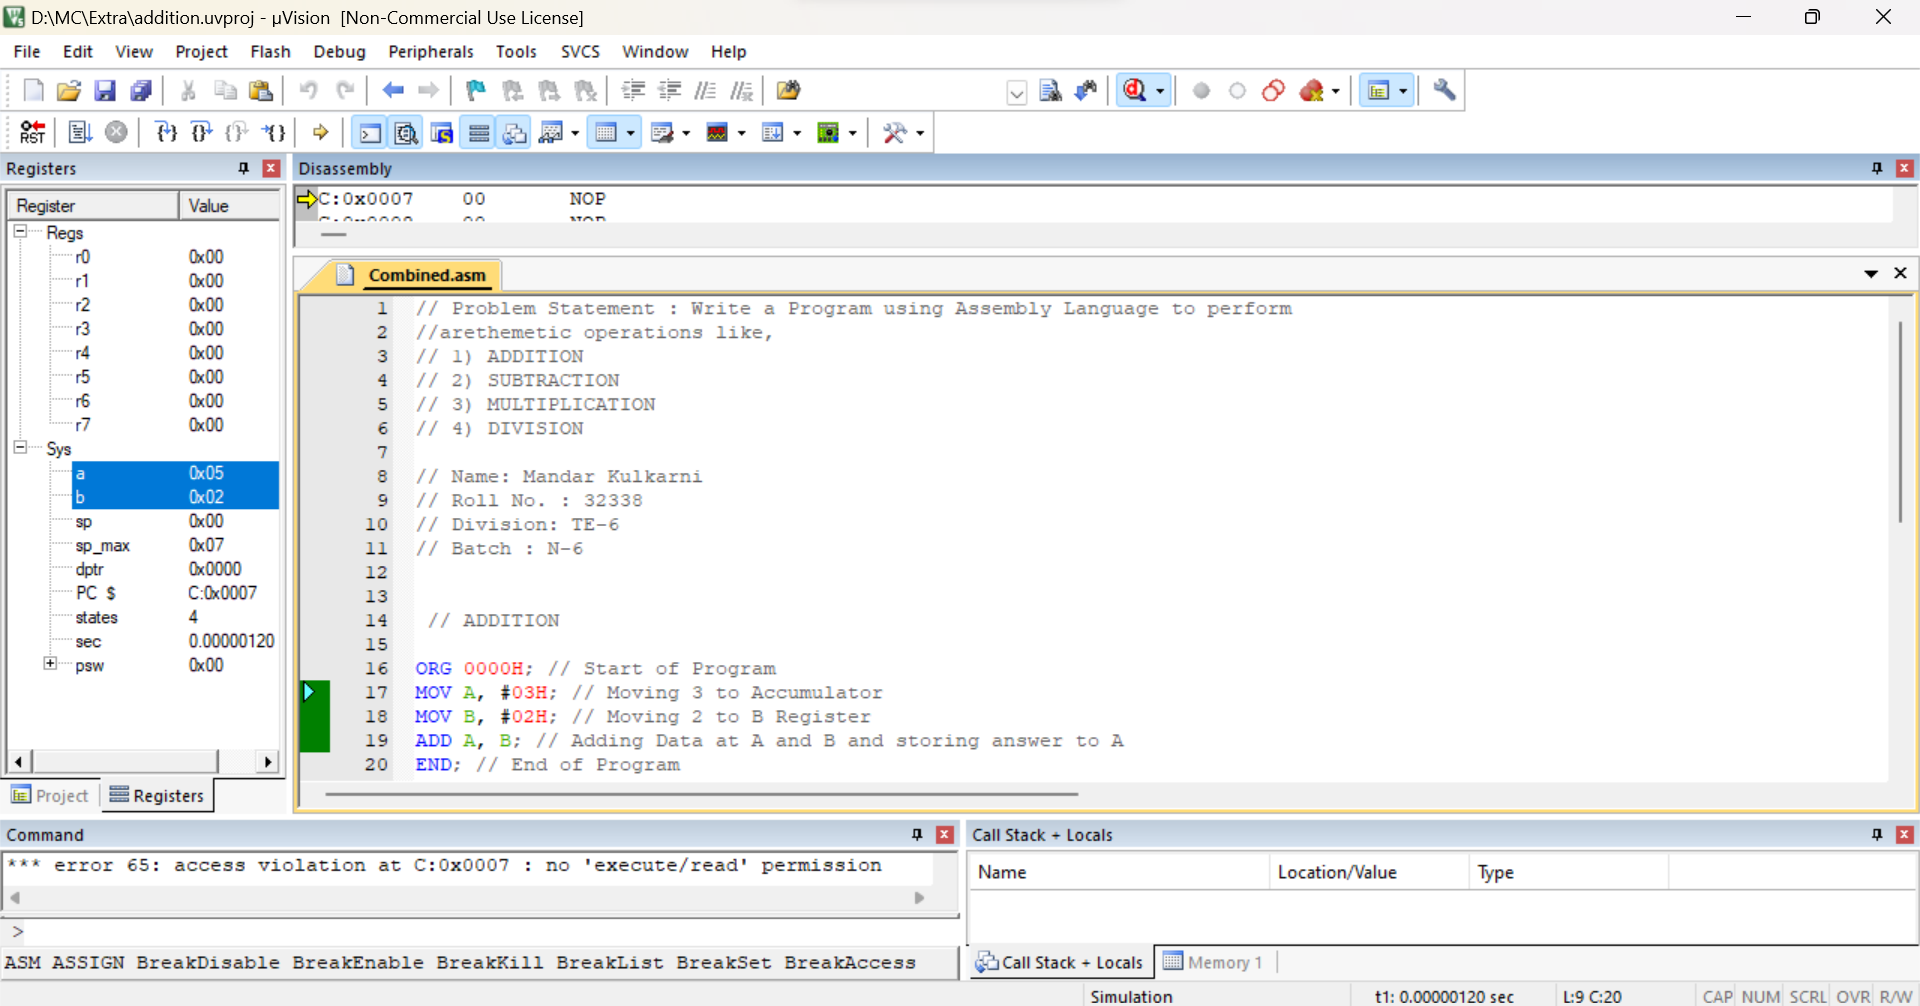 D:\MC\Extra\addition.uvproj - µVision [Non-Commercial Use License]
File Edit View Project Flash Debug Peripherals Tools SVCS Window Help
RST
Registers
Register Value
Regs
r0 0x00
r1 0x00
r2 0x00
r3 0x00
r4 0x00
r5 0x00
r6 0x00
r7 0x00
Sys
a 0x05
b 0x02
sp 0x00
sp_max 0x07
dptr 0x0000
PC $ C:0x0007
states 4
sec 0.00000120
psw 0x00
Project Registers
Disassembly
C:0x0007 00 NOP
C:0x0008 00 NOP
Combined.asm
1 // Problem Statement : Write a Program using Assembly Language to perform
2 //arethemetic operations like,
3 // 1) ADDITION
4 // 2) SUBTRACTION
5 // 3) MULTIPLICATION
6 // 4) DIVISION
7
8 // Name: Mandar Kulkarni
9 // Roll No. : 32338
10 // Division: TE-6
11 // Batch : N-6
12
13
14 // ADDITION
15
16 ORG 0000H; // Start of Program
17 MOV A, #03H; // Moving 3 to Accumulator
18 MOV B, #02H; // Moving 2 to B Register
19 ADD A, B; // Adding Data at A and B and storing answer to A
20 END; // End of Program
Command
*** error 65: access violation at C:0x0007 : no 'execute/read' permission
>
ASM ASSIGN BreakDisable BreakEnable BreakKill BreakList BreakSet BreakAccess
Call Stack + Locals
Name Location/Value Type
Call Stack + Locals Memory 1
Simulation t1: 0.00000120 sec L:9 C:20 CAP NUM SCRL OVR R/W